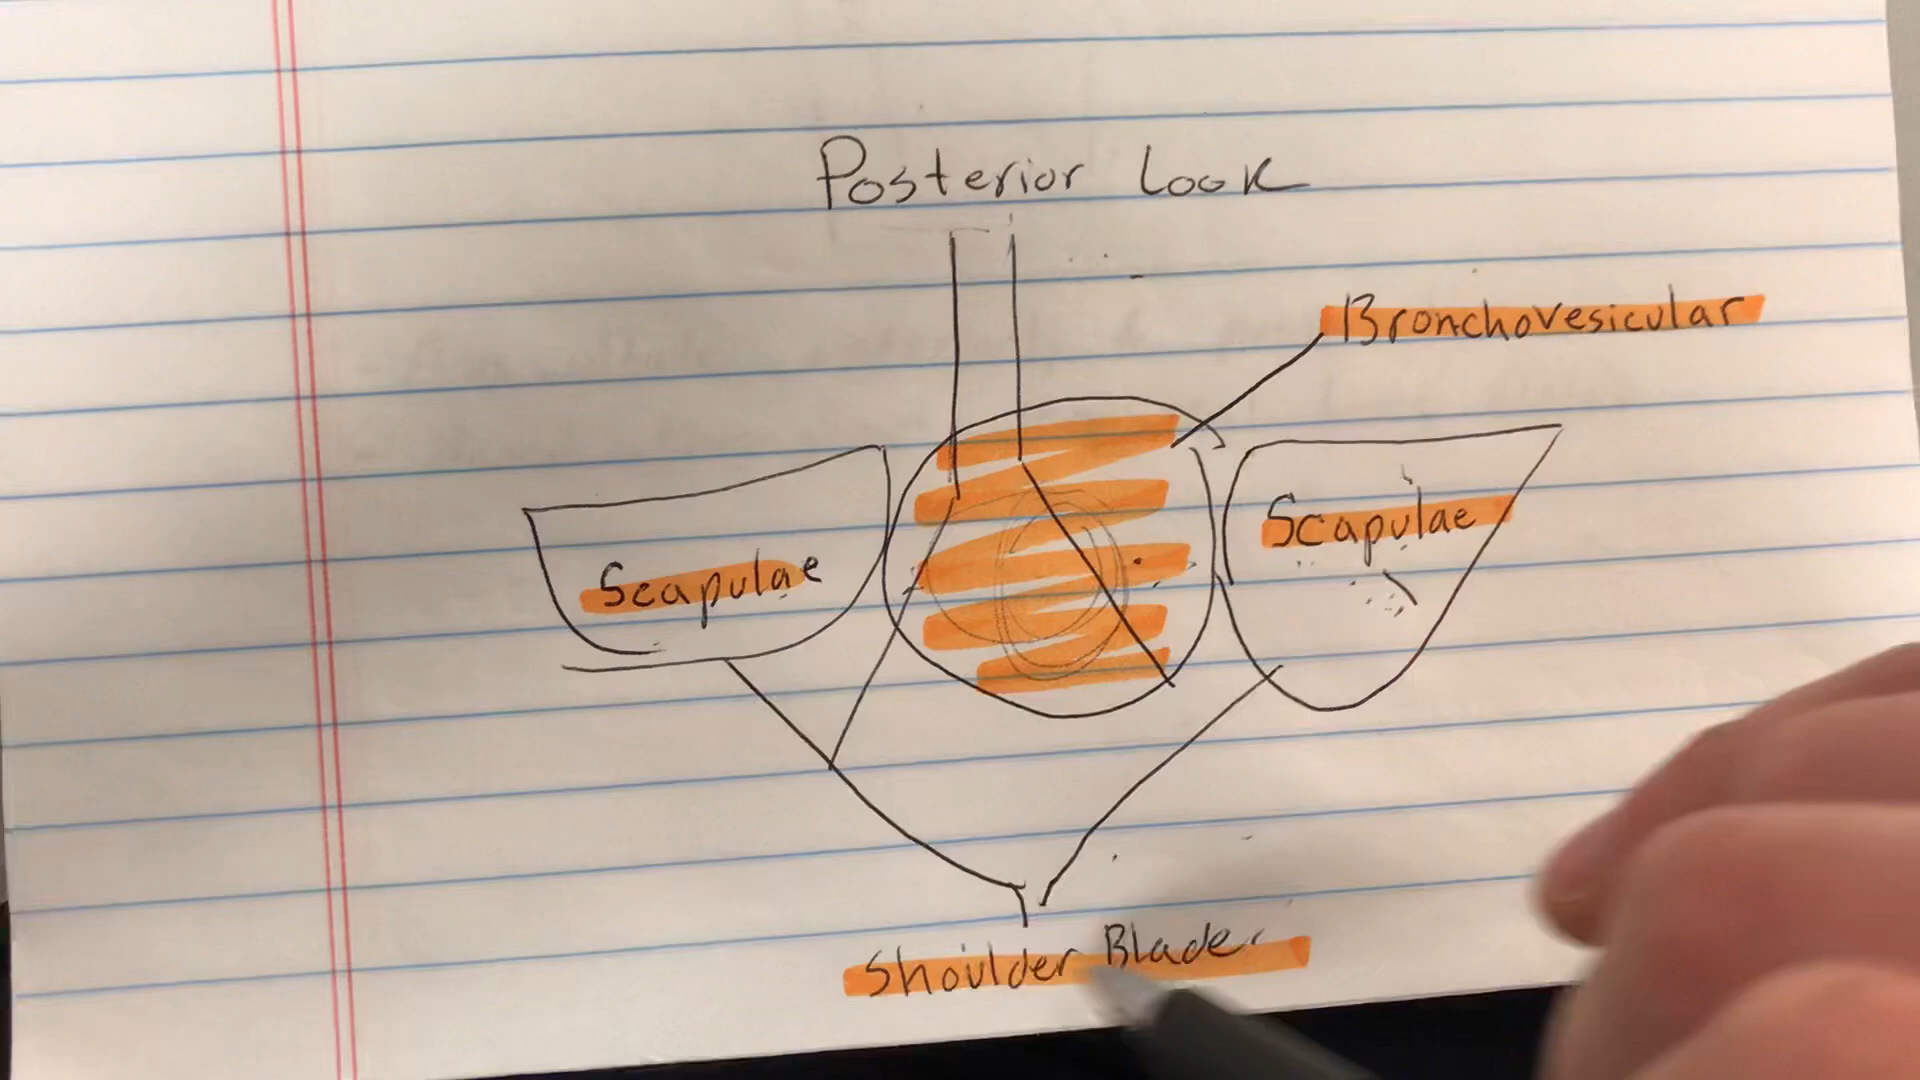 Posterior Look
Bronchovesicular
Scapulae
Scapulae
Shoulder Blade